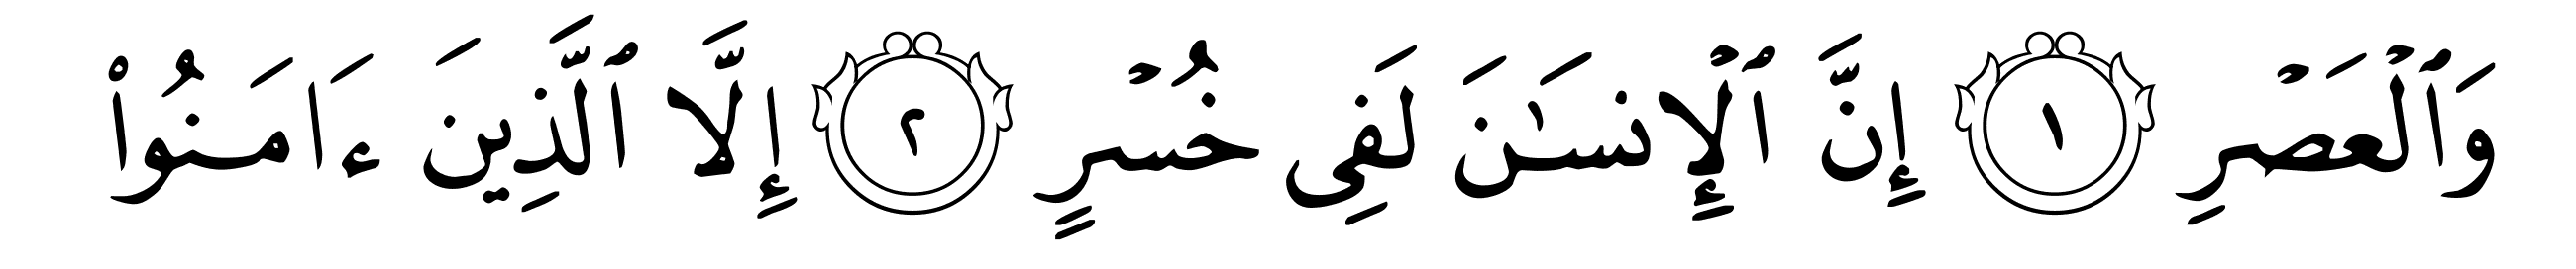 وَٱلْعَصْرِ ١ إِنَّ ٱلْإِنسَـٰنَ لَفِى خُسْرٍ ٢ إِلَّا ٱلَّذِينَ ءَامَنُوا۟